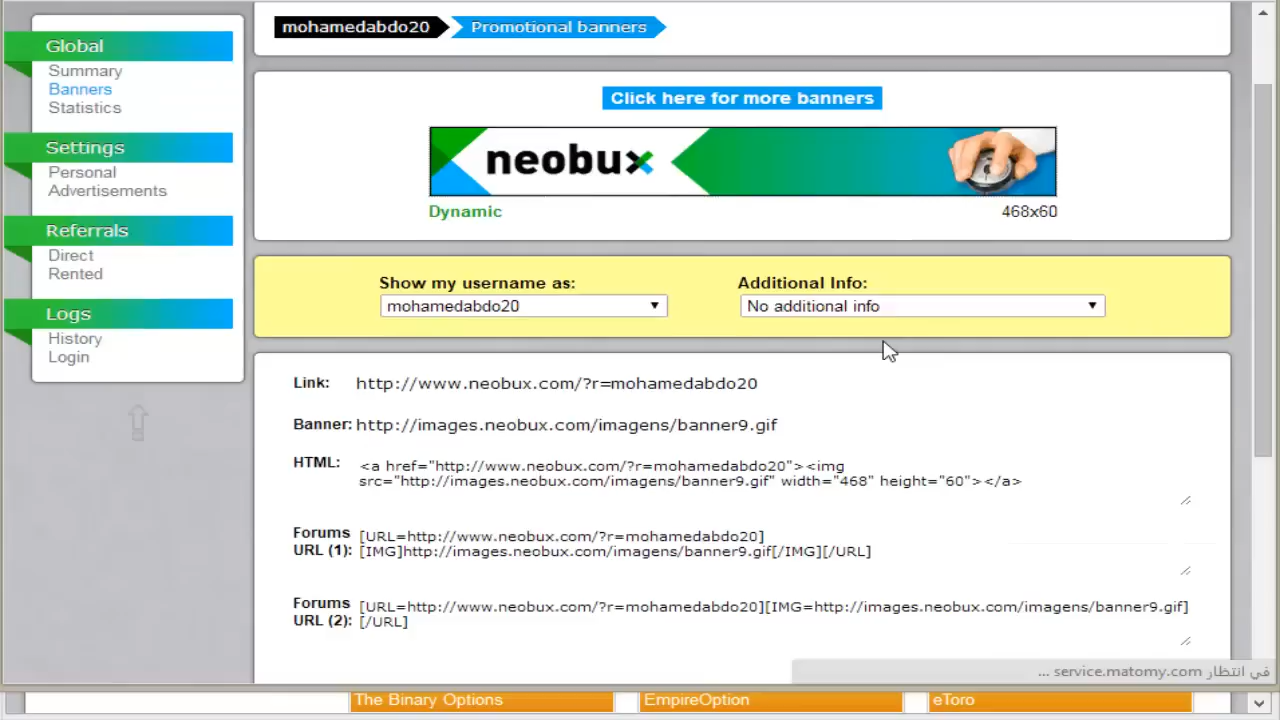 mohamedabdo20 Promotional banners
Global
Summary
Banners
Statistics
Settings
Personal
Advertisements
Referrals
Direct
Rented
Logs
History
Login
Click here for more banners
neobux
Dynamic 468x60
Show my username as: Additional Info:
mohamedabdo20 No additional info
Link: http://www.neobux.com/?r=mohamedabdo20
Banner: http://images.neobux.com/imagens/banner9.gif
HTML: <a href="http://www.neobux.com/?r=mohamedabdo20"><img
src="http://images.neobux.com/imagens/banner9.gif" width="468" height="60"></a>
Forums [URL=http://www.neobux.com/?r=mohamedabdo20]
URL (1): [IMG]http://images.neobux.com/imagens/banner9.gif[/IMG][/URL]
Forums [URL=http://www.neobux.com/?r=mohamedabdo20][IMG=http://images.neobux.com/imagens/banner9.gif]
URL (2): [/URL]
في انتظار service.matomy.com ...
The Binary Options EmpireOption eToro